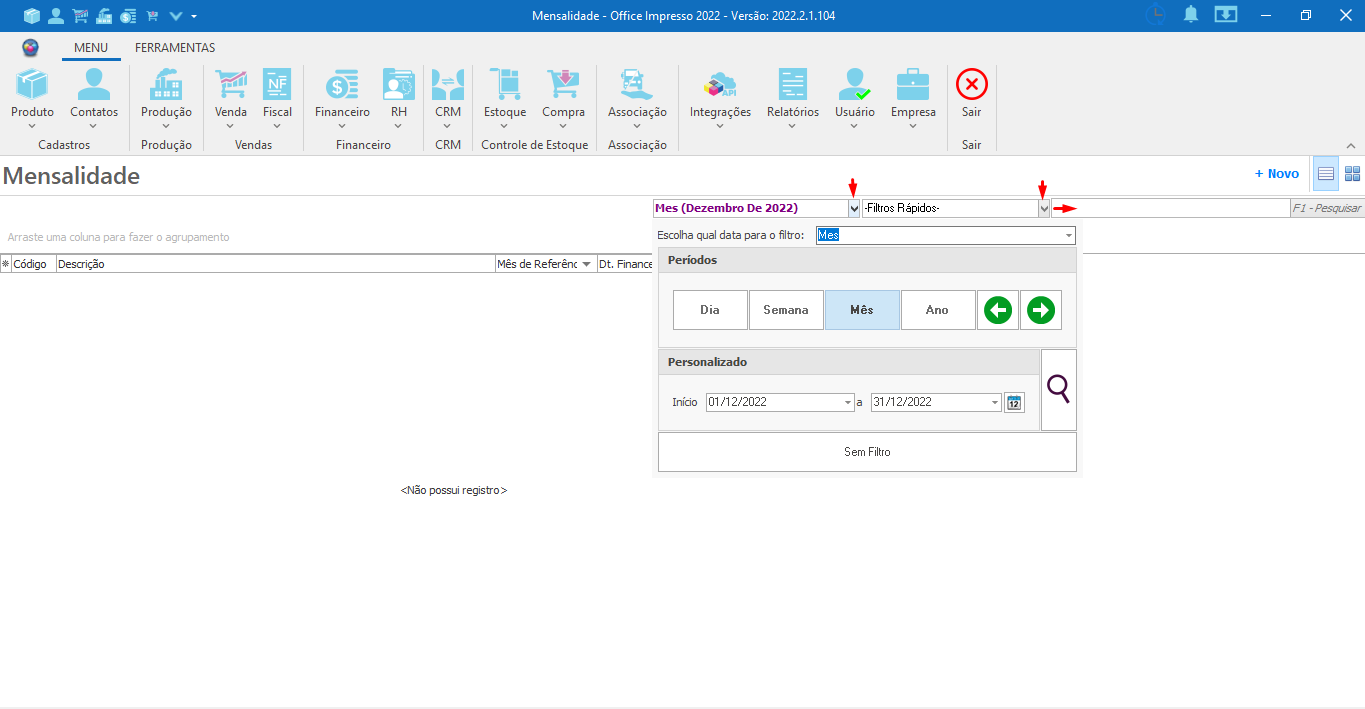 Mensalidade - Office Impresso 2022 - Versão: 2022.2.1.104
MENU FERRAMENTAS
NF API
Produto Contatos Produção Venda Fiscal Financeiro RH CRM Estoque Compra Associação Integrações Relatórios Usuário Empresa Sair
Cadastros Produção Vendas Financeiro CRM Controle de Estoque Associação Sair
Mensalidade
+ Novo
Mes (Dezembro De 2022) -Filtros Rápidos- F1 - Pesquisar
Arraste uma coluna para fazer o agrupamento
Escolha qual data para o filtro: Mes
Código Descrição Mês de Referênc Dt. Finance
Períodos
Dia Semana Mês Ano
Personalizado
Início 01/12/2022 a 31/12/2022 12
Sem Filtro
<Não possui registro>